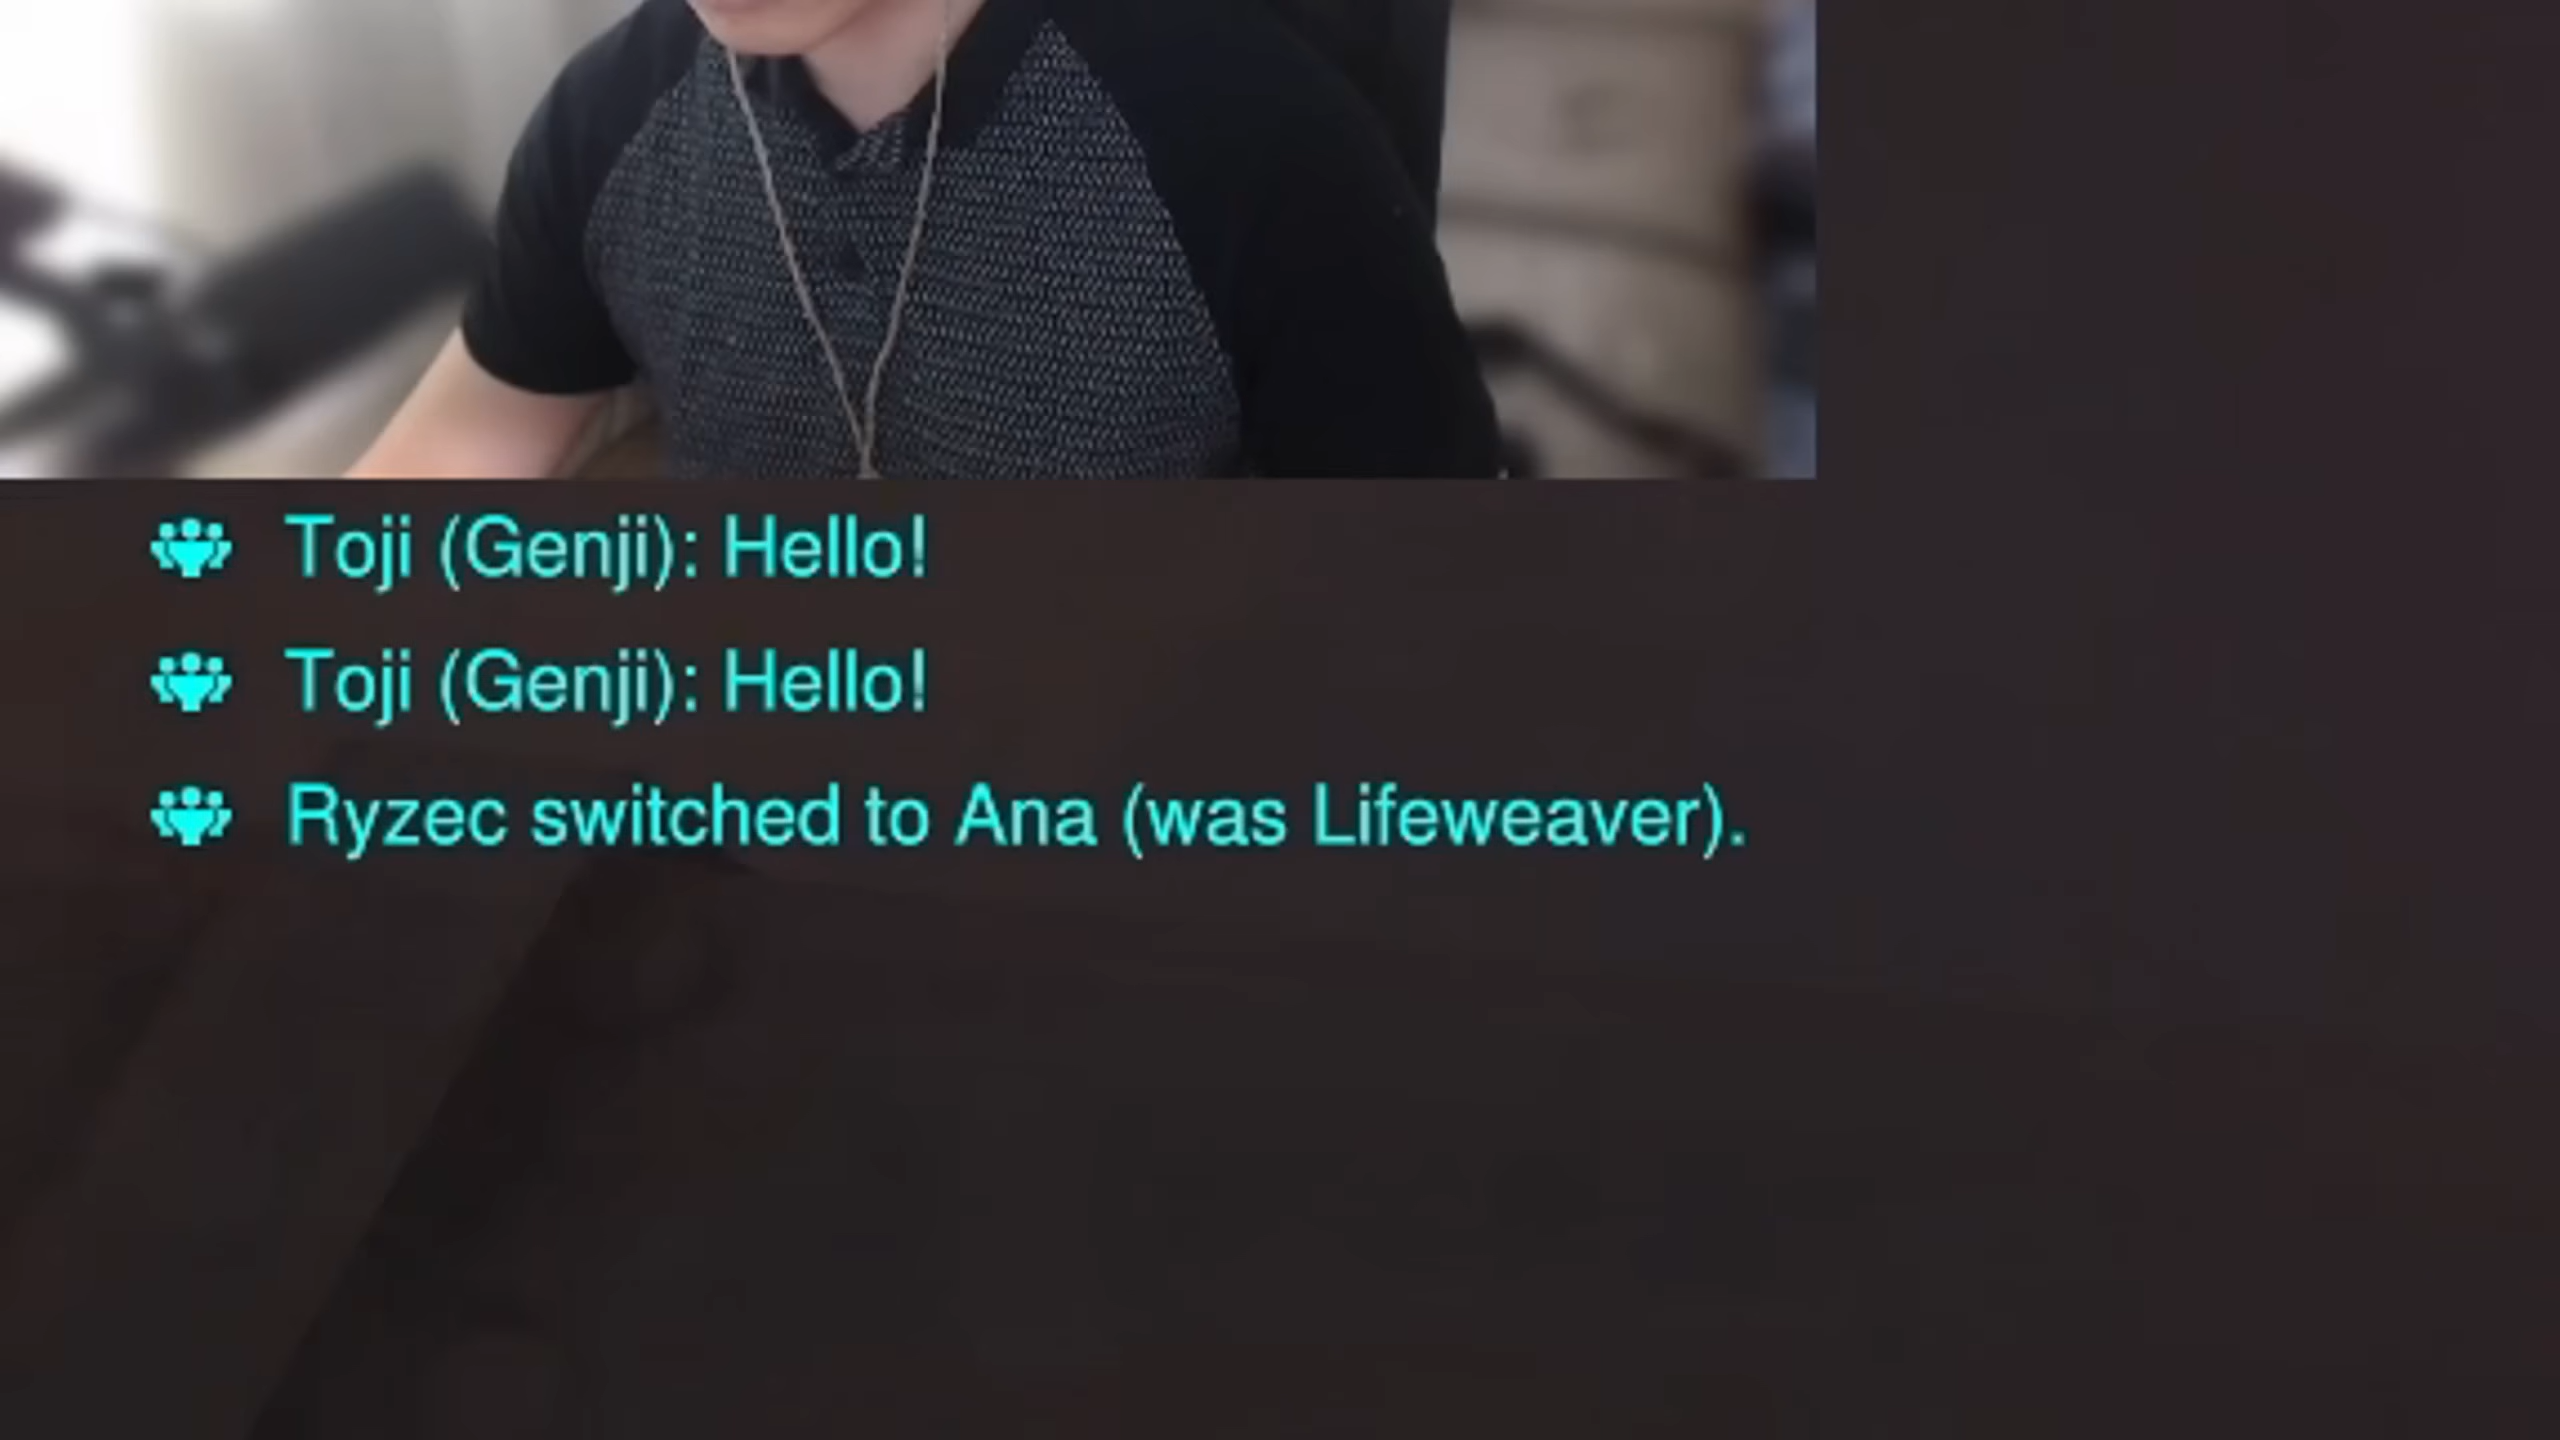 Toji (Genji): Hello!
Toji (Genji): Hello!
Ryzec switched to Ana (was Lifeweaver).